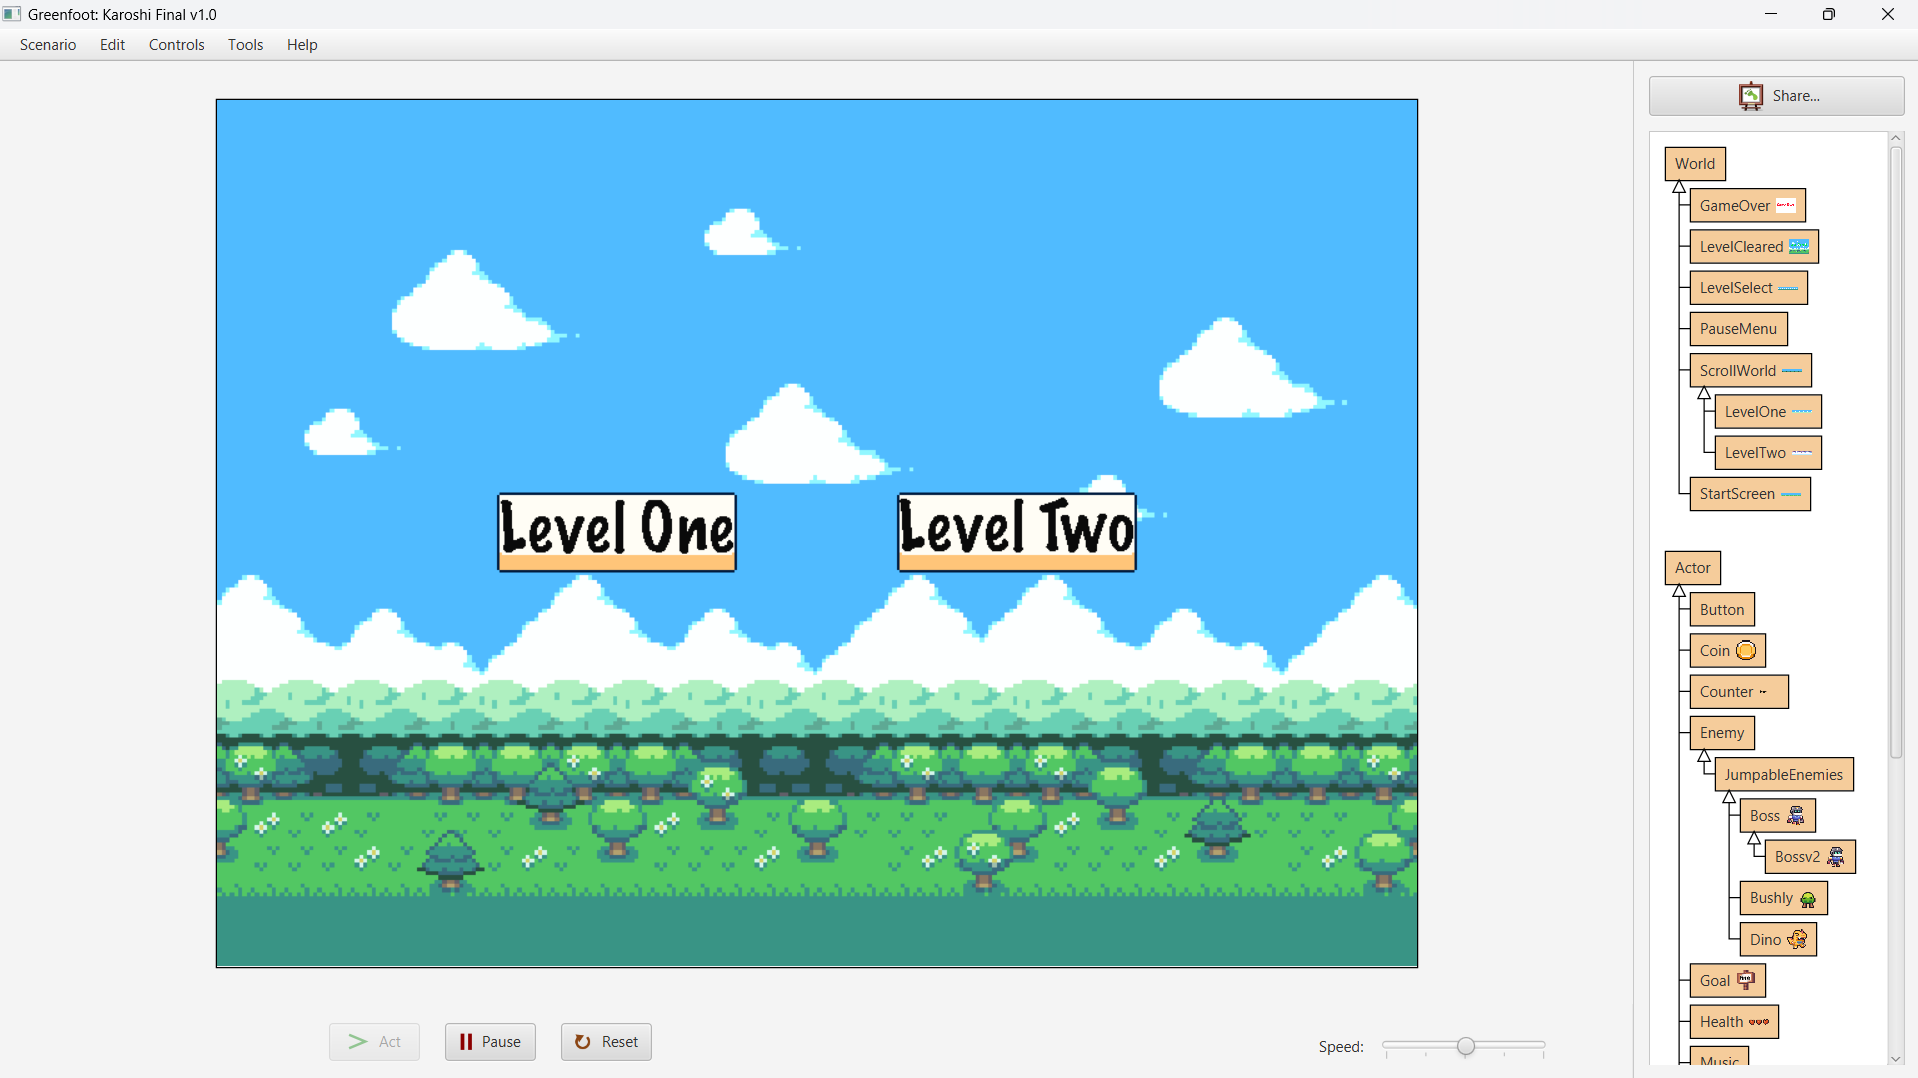 Greenfoot: Karoshi Final v1.0
Scenario Edit Controls Tools Help
Share...
World
GameOver
LevelCleared
LevelSelect
PauseMenu
ScrollWorld
LevelOne
LevelTwo
StartScreen
Level One
Level Two
Actor
Button
Coin
Counter
Enemy
JumpableEnemies
Boss
Bossv2
Bushly
Dino
Goal
Health
Music
Act
Pause
Reset
Speed: